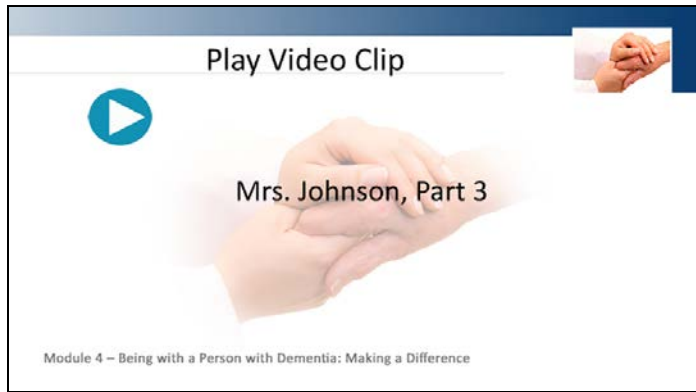 Play Video Clip
Mrs. Johnson, Part 3
Module 4 – Being with a Person with Dementia: Making a Difference